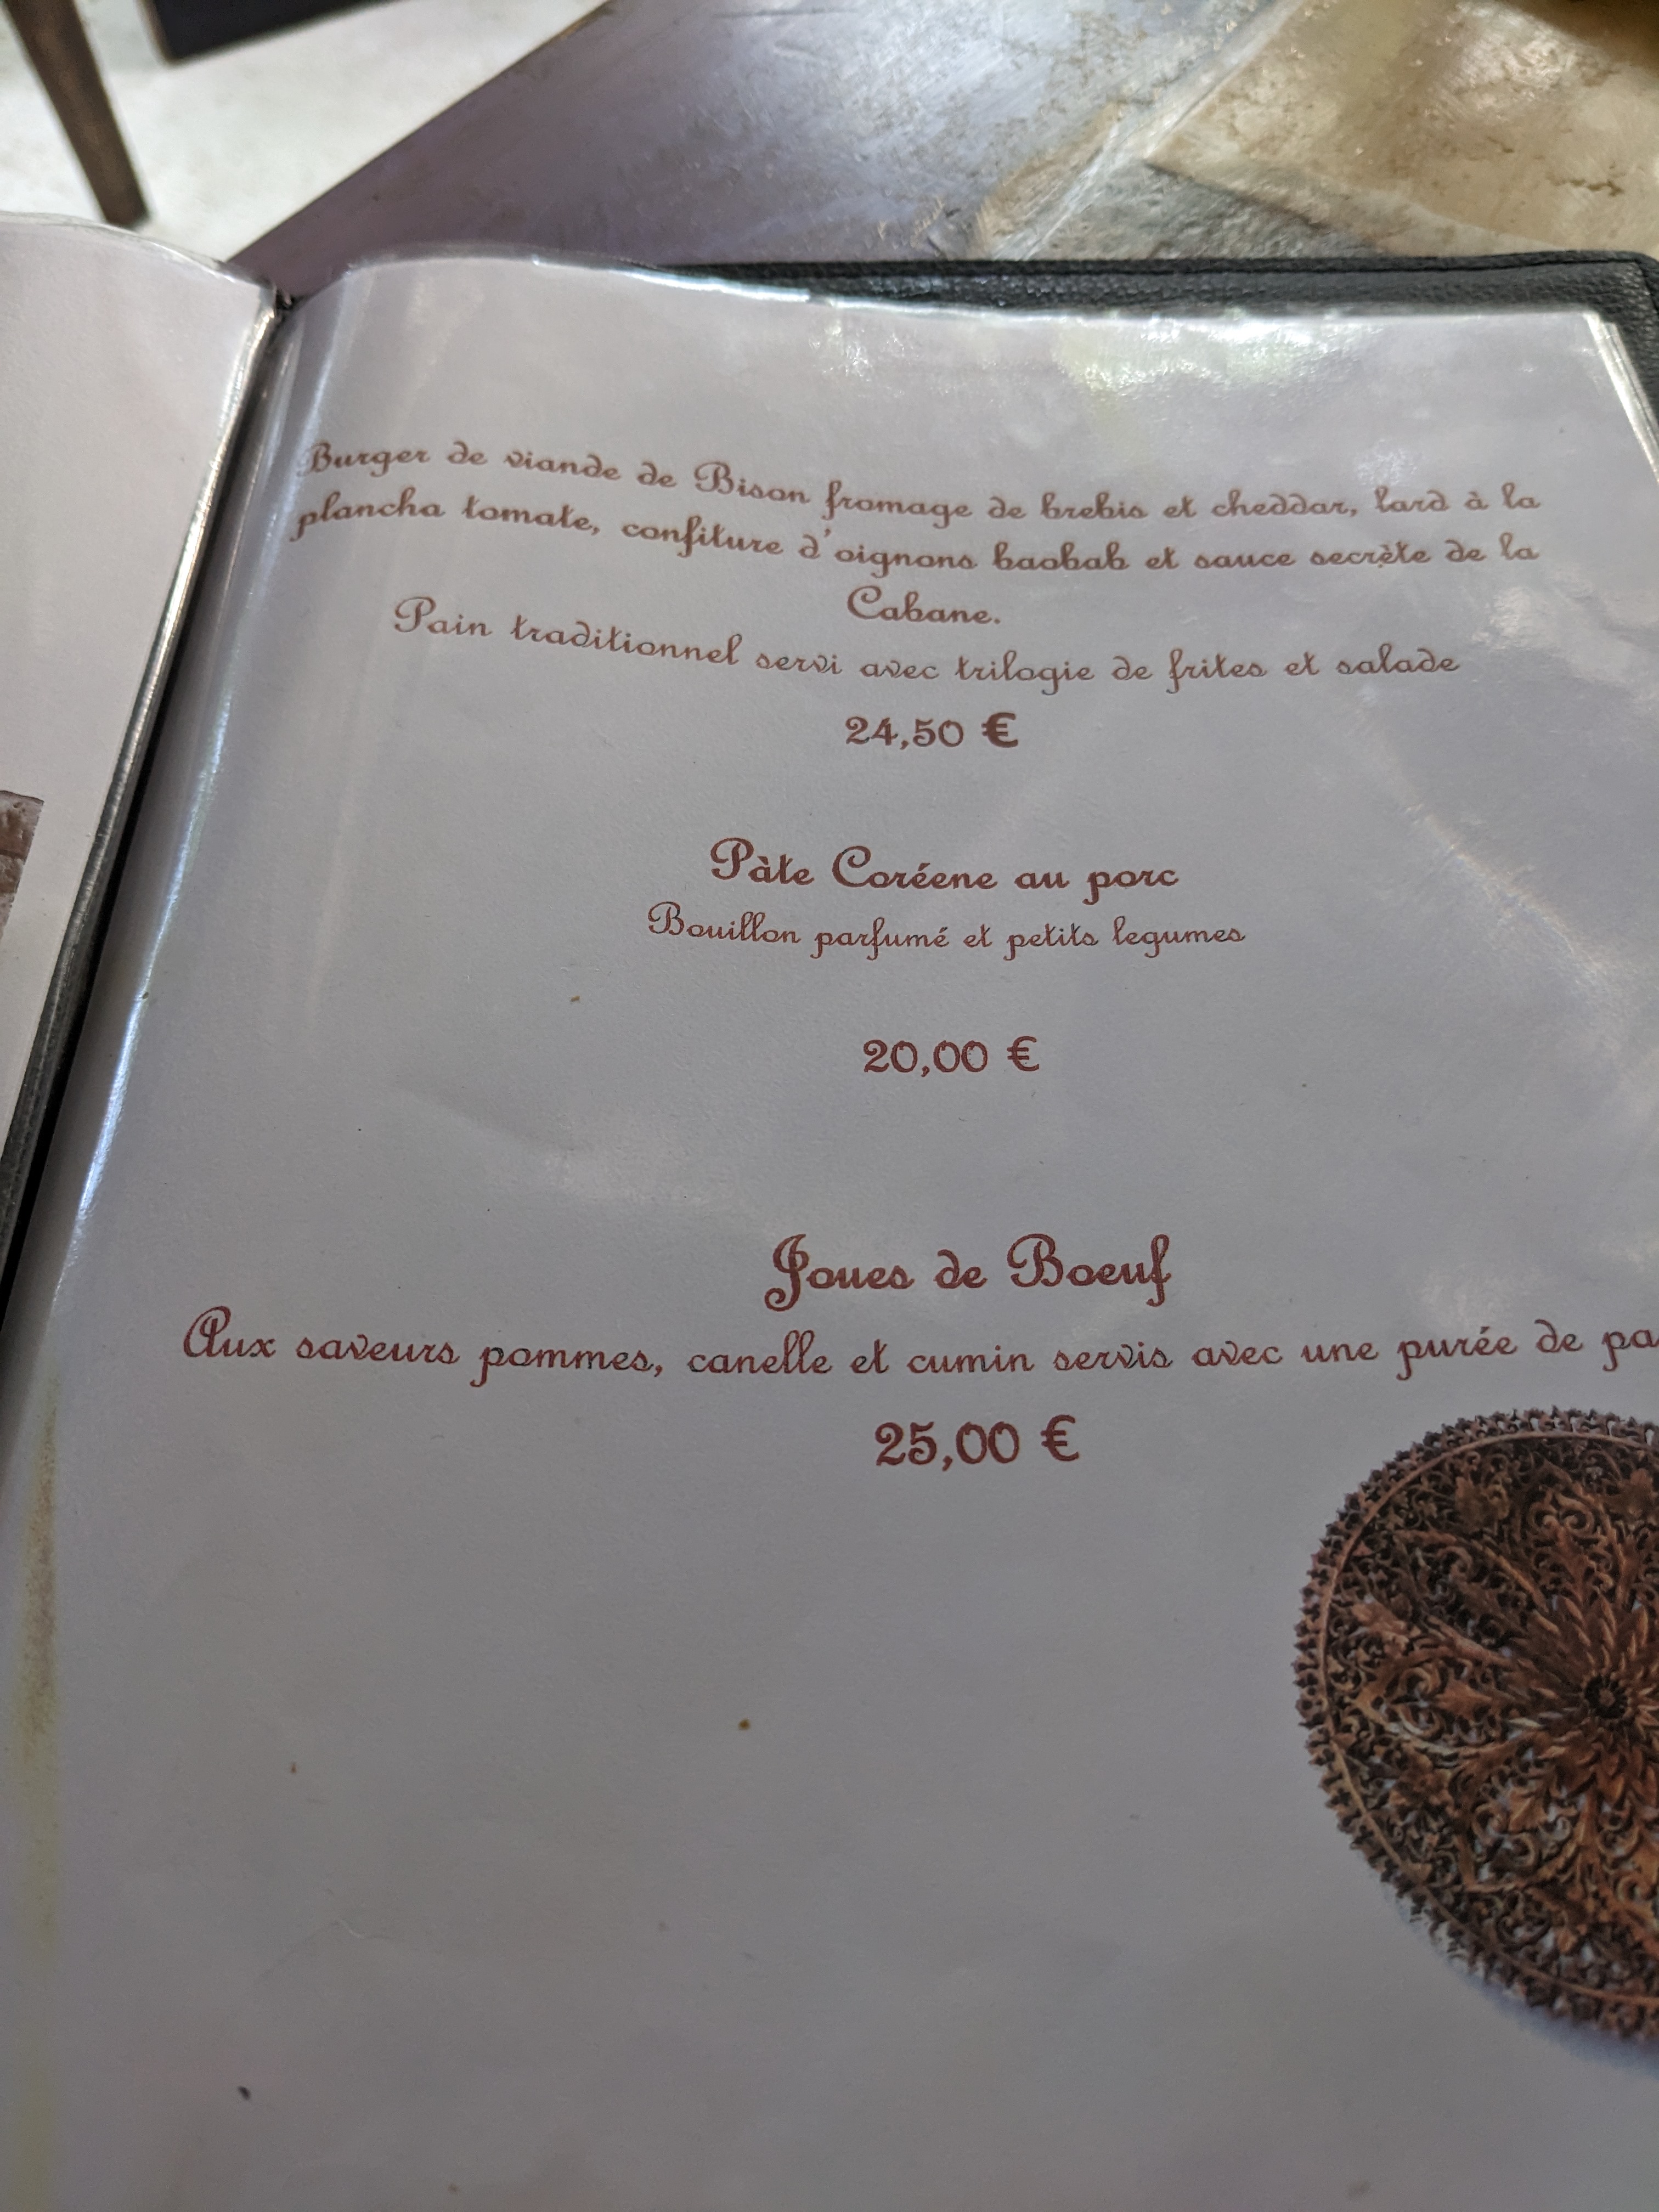 Burger de viande de Bison fromage de brebis et cheddar, lard à la
plancha tomate, confiture d'oignons baobab et sauce secrète de la
Cabane.
Pain traditionnel servi avec trilogie de frites et salade
24,50 €
Pàte Coréene au porc
Bouillon parfumé et petits legumes
20,00 €
Joues de Boeuf
Aux saveurs pommes, canelle et cumin servis avec une purée de
25,00 €